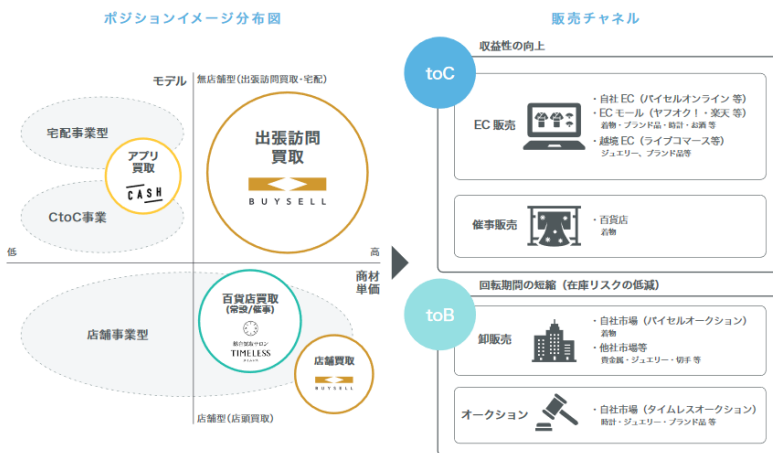 ポジションイメージ分布図
モデル
無店舗型(出張訪問買取・宅配)
宅配事業型
アプリ
買取
CASH
CtoC事業
出張訪問
買取
BUYSELL
低
高
商材
単価
店舗事業型
百貨店買取
(常設/催事)
総合買取サロン
TIMELESS
店舗買取
BUYSELL
店舗型(店頭買取)
販売チャネル
toC
収益性の向上
EC 販売
・自社 EC（バイセルオンライン 等）
・EC モール（ヤフオク！・楽天 等）
着物・ブランド品・時計・お酒 等
・越境 EC（ライブコマース等）
ジュエリー、ブランド品等
催事販売
・百貨店
着物
toB
回転期間の短縮（在庫リスクの低減）
卸販売
・自社市場（バイセルオークション）
着物
・他社市場等
貴金属・ジュエリー・切手 等
オークション
・自社市場（タイムレスオークション）
時計・ジュエリー・ブランド品 等